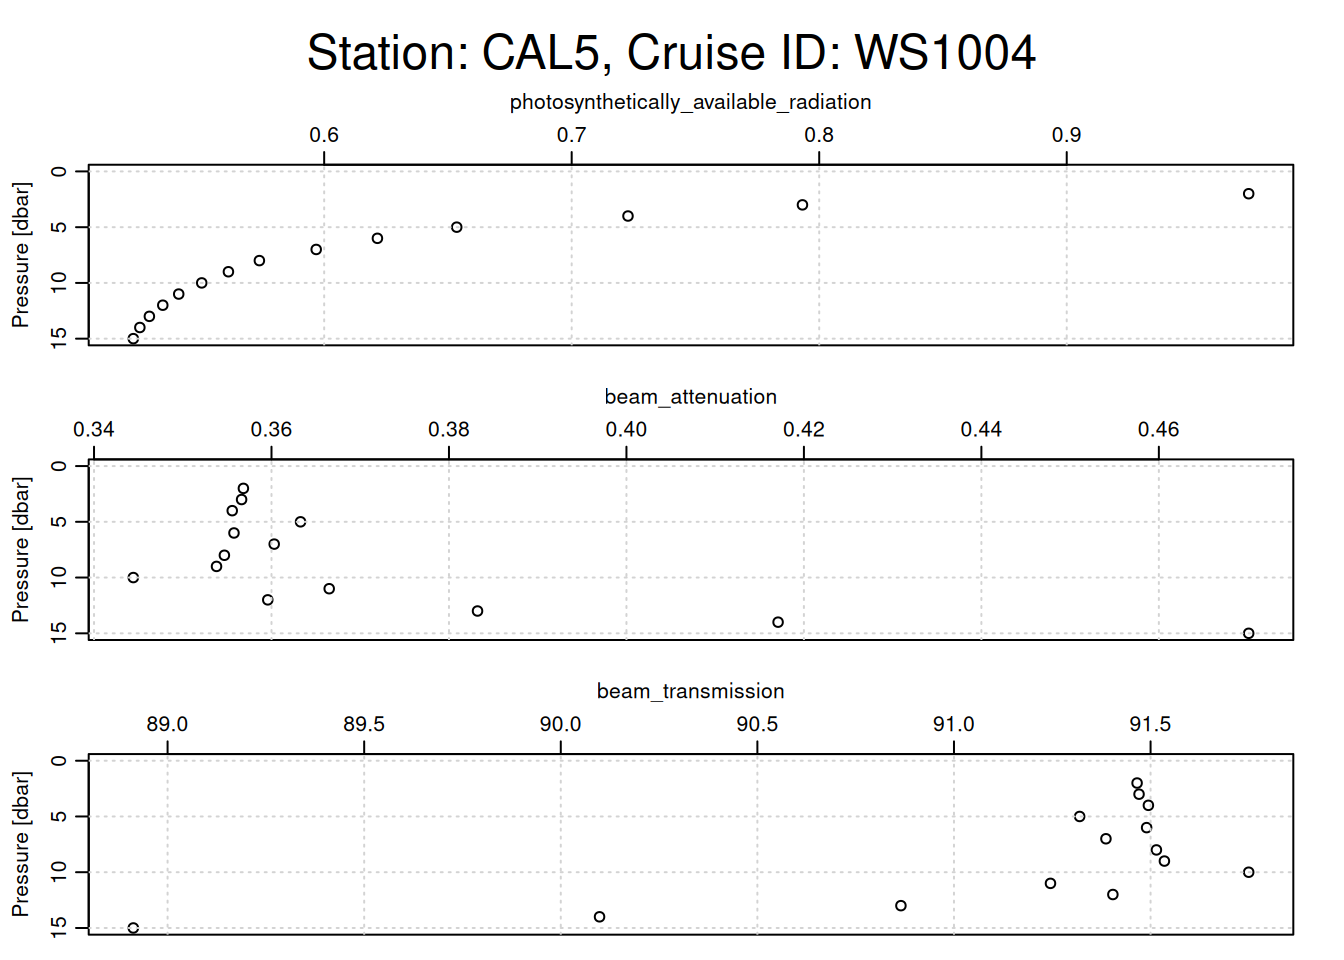 Station: CAL5, Cruise ID: WS1004
photosynthetically_available_radiation
0.6 0.7 0.8 0.9
Pressure [dbar]
0
5
10
15
beam_attenuation
0.34 0.36 0.38 0.40 0.42 0.44 0.46
Pressure [dbar]
0
5
10
15
beam_transmission
89.0 89.5 90.0 90.5 91.0 91.5
Pressure [dbar]
0
5
10
15